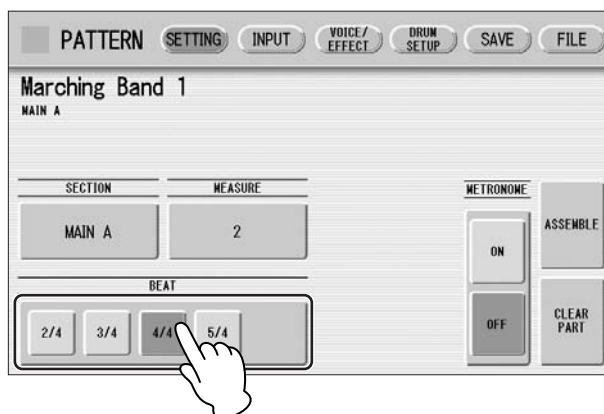 PATTERN SETTING INPUT VOICE/ EFFECT DRUM SETUP SAVE FILE
Marching Band 1
MAIN A
SECTION MEASURE METRONOME
MAIN A 2 ON ASSEMBLE
BEAT
2/4 3/4 4/4 5/4 OFF CLEAR PART